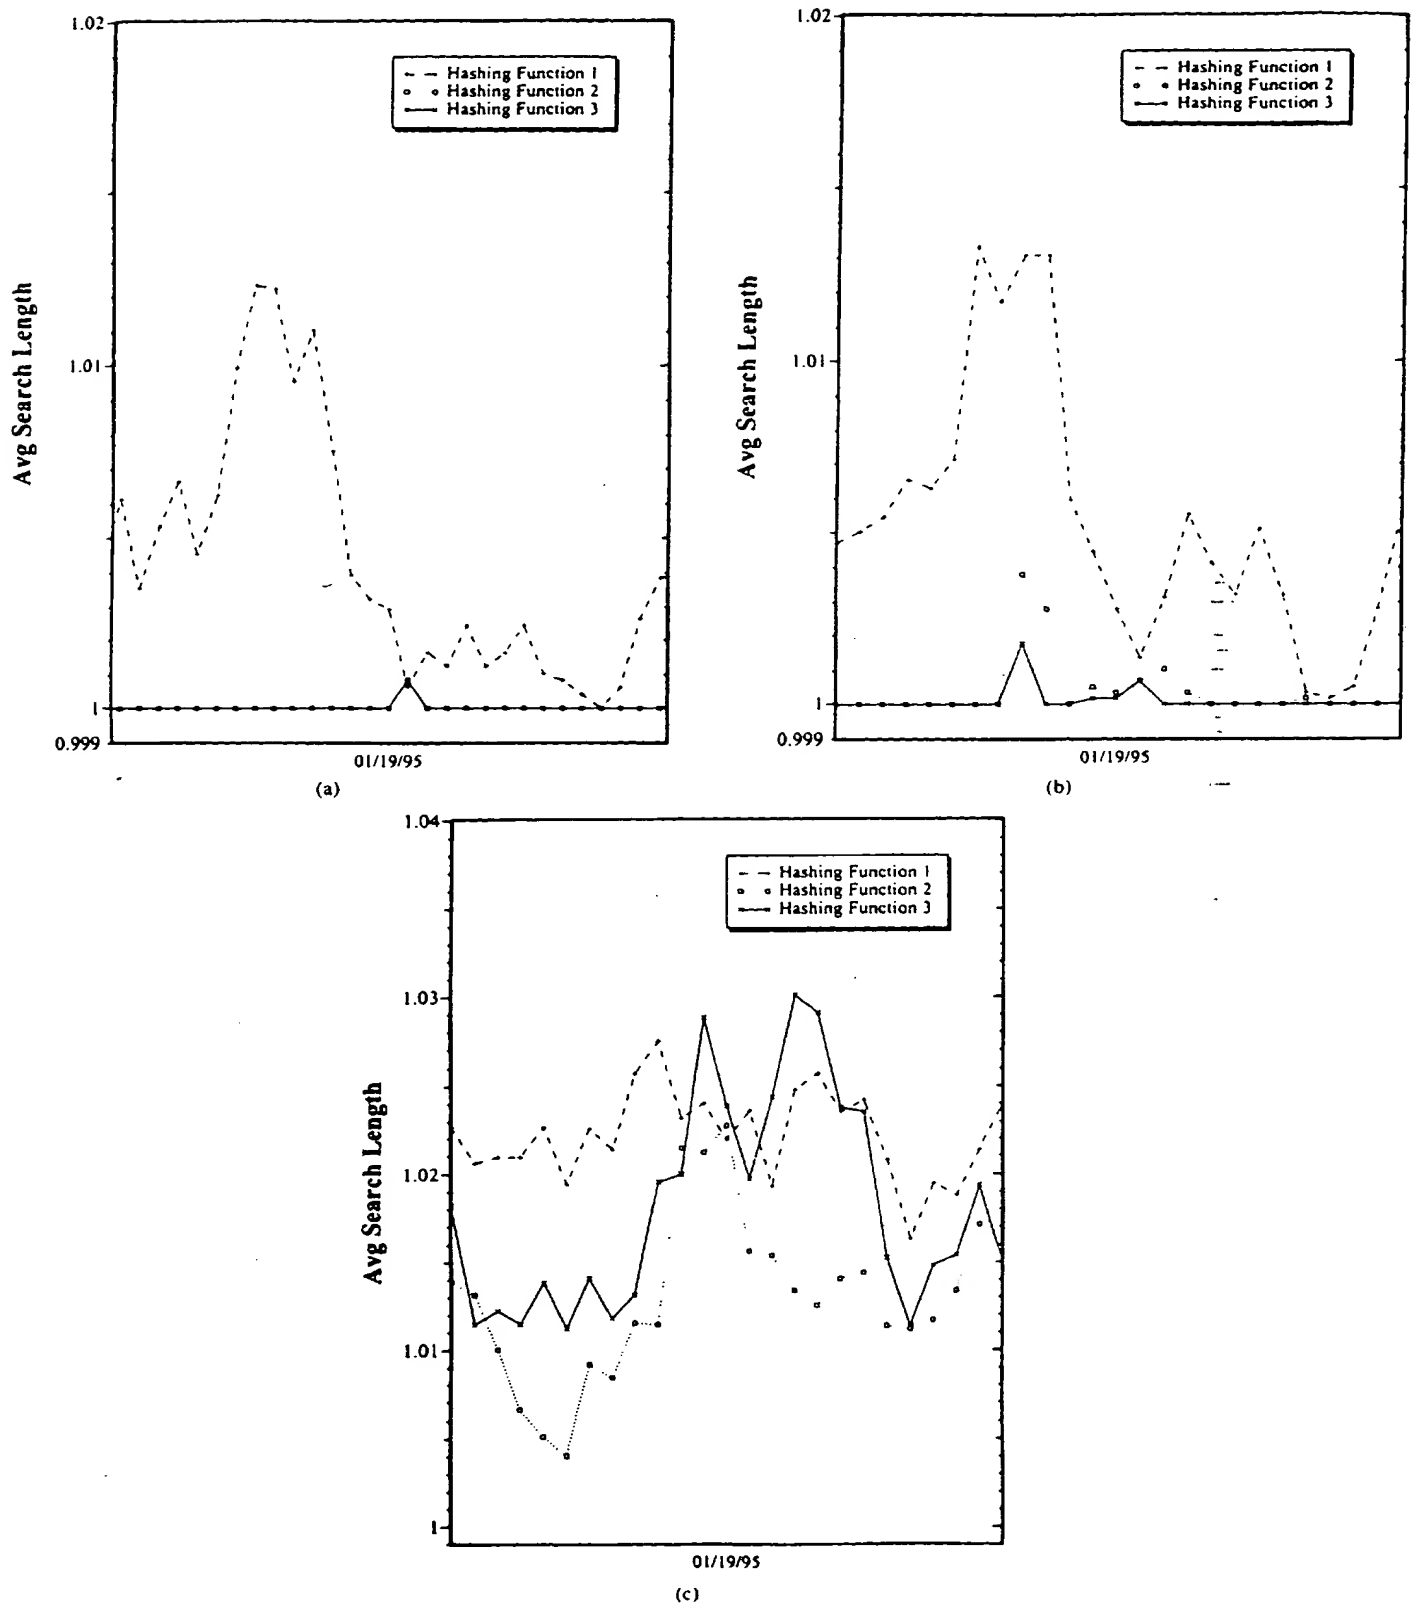 1.02
Hashing Function 1
Hashing Function 2
Hashing Function 3
Avg Search Length
1.01
1
0.999
01/19/95
(a)
1.02
Hashing Function 1
Hashing Function 2
Hashing Function 3
Avg Search Length
1.01
1
0.999
01/19/95
(b)
1.04
Hashing Function 1
Hashing Function 2
Hashing Function 3
1.03
Avg Search Length
1.02
1.01
1
01/19/95
(c)